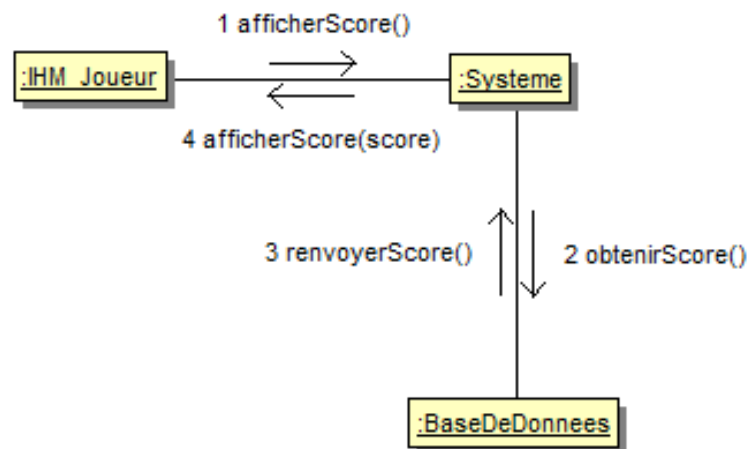 1 afficherScore()
:IHM_Joueur
:Systeme
4 afficherScore(score)
3 renvoyerScore()
2 obtenirScore()
:BaseDeDonnees